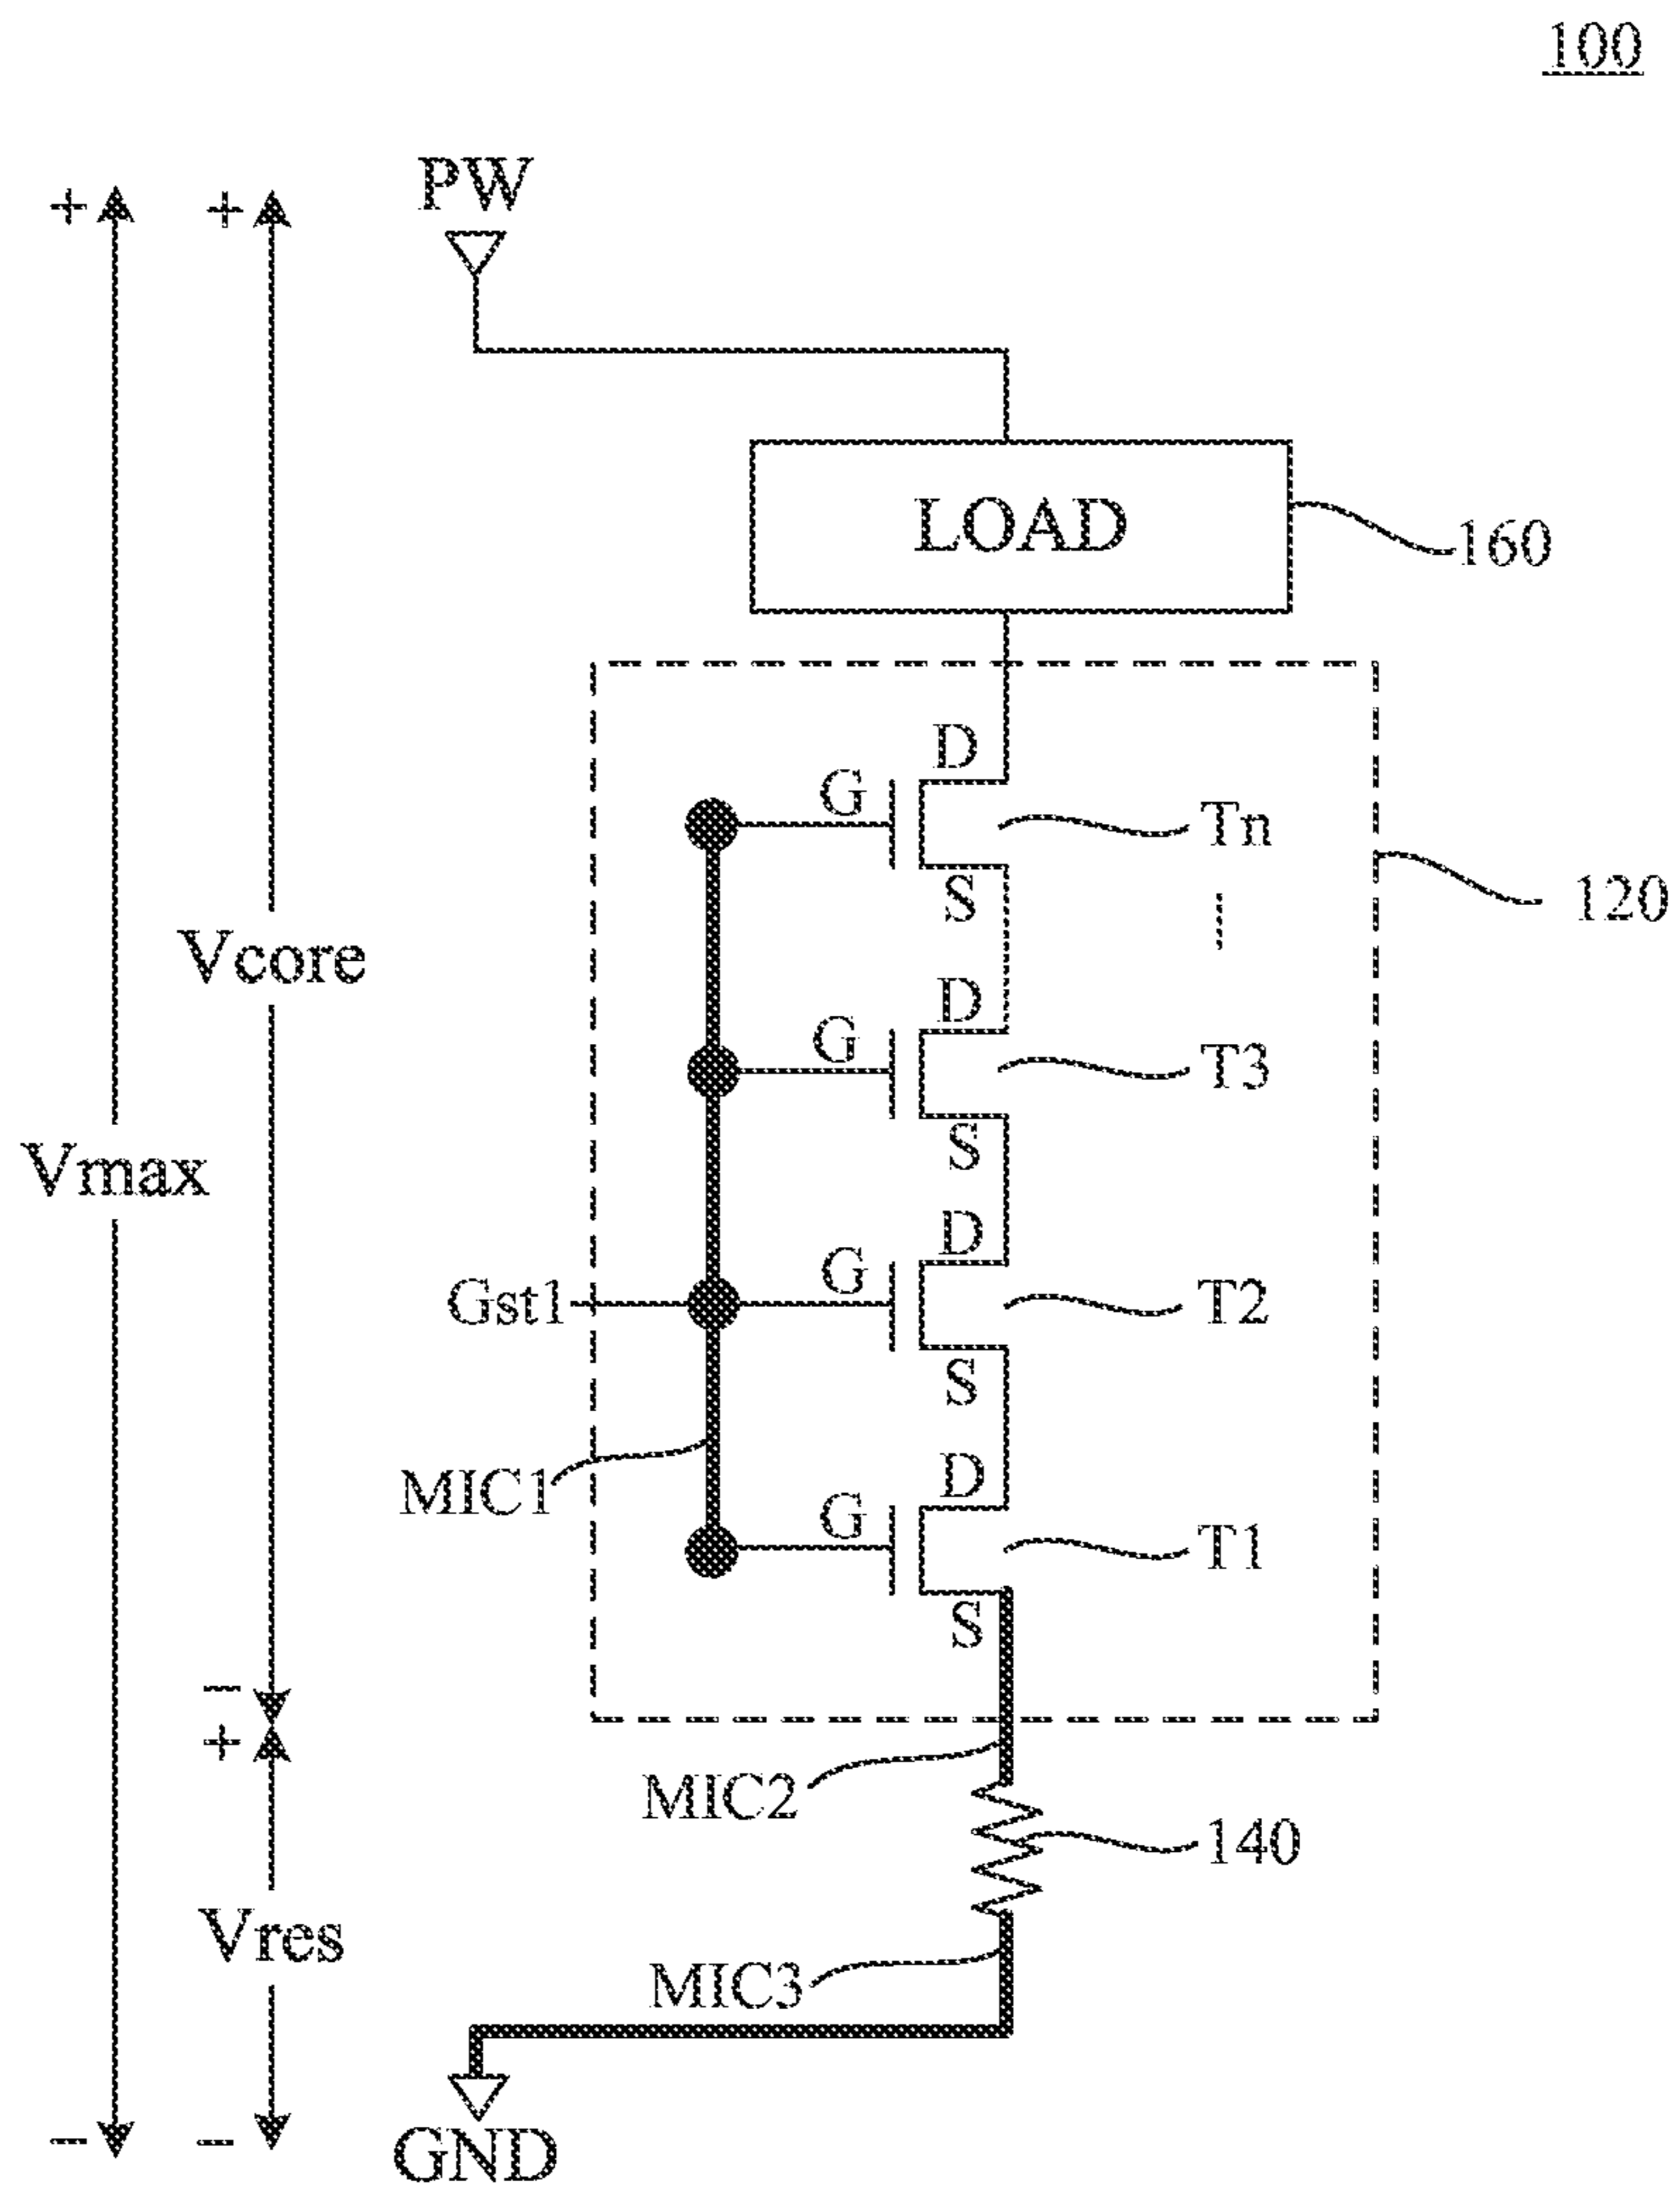 100
+ + PW
LOAD
160
D
G
Tn
S
120
Vcore
D
G
T3
S
Vmax
D
G
Gst1
T2
S
D
MIC1
G
T1
S
−
+
MIC2
140
Vres
MIC3
− −
GND